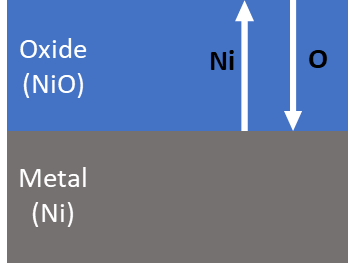 Oxide
(NiO)
Ni
O
Metal
(Ni)